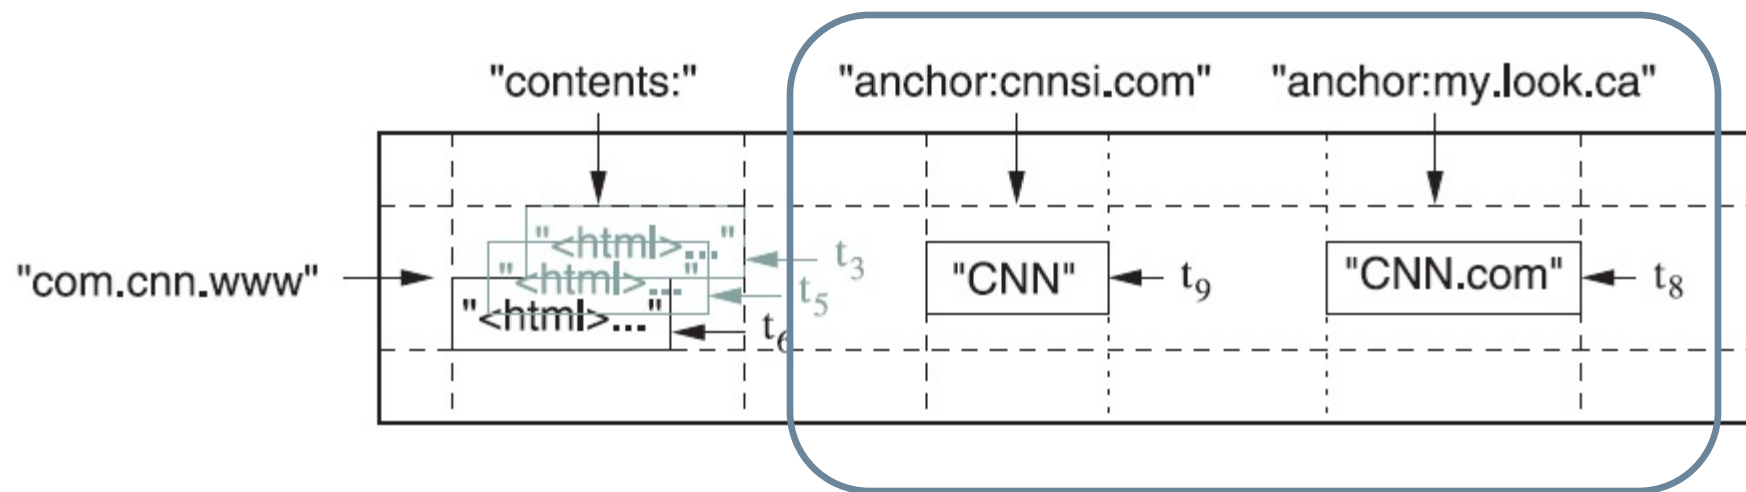 "contents:" "anchor:cnnsi.com" "anchor:my.look.ca"
"<html>..." t3
"com.cnn.www" "<html>..." t5 "CNN" t9 "CNN.com" t8
"<html>..." t6